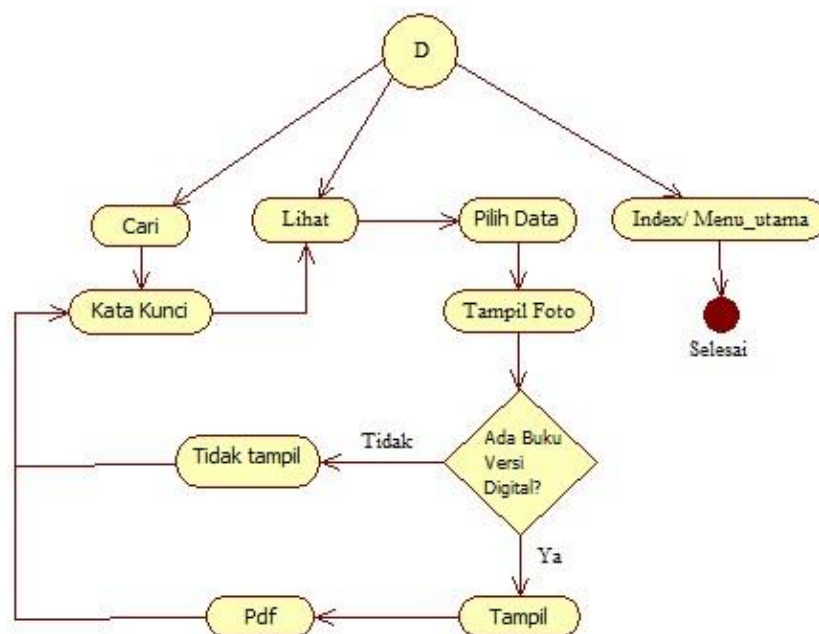 D
Cari
Lihat
Pilih Data
Index/ Menu_utama
Kata Kunci
Tampil Foto
Selesai
Tidak tampil
Tidak
Ada Buku
Versi
Digital?
Ya
Pdf
Tampil